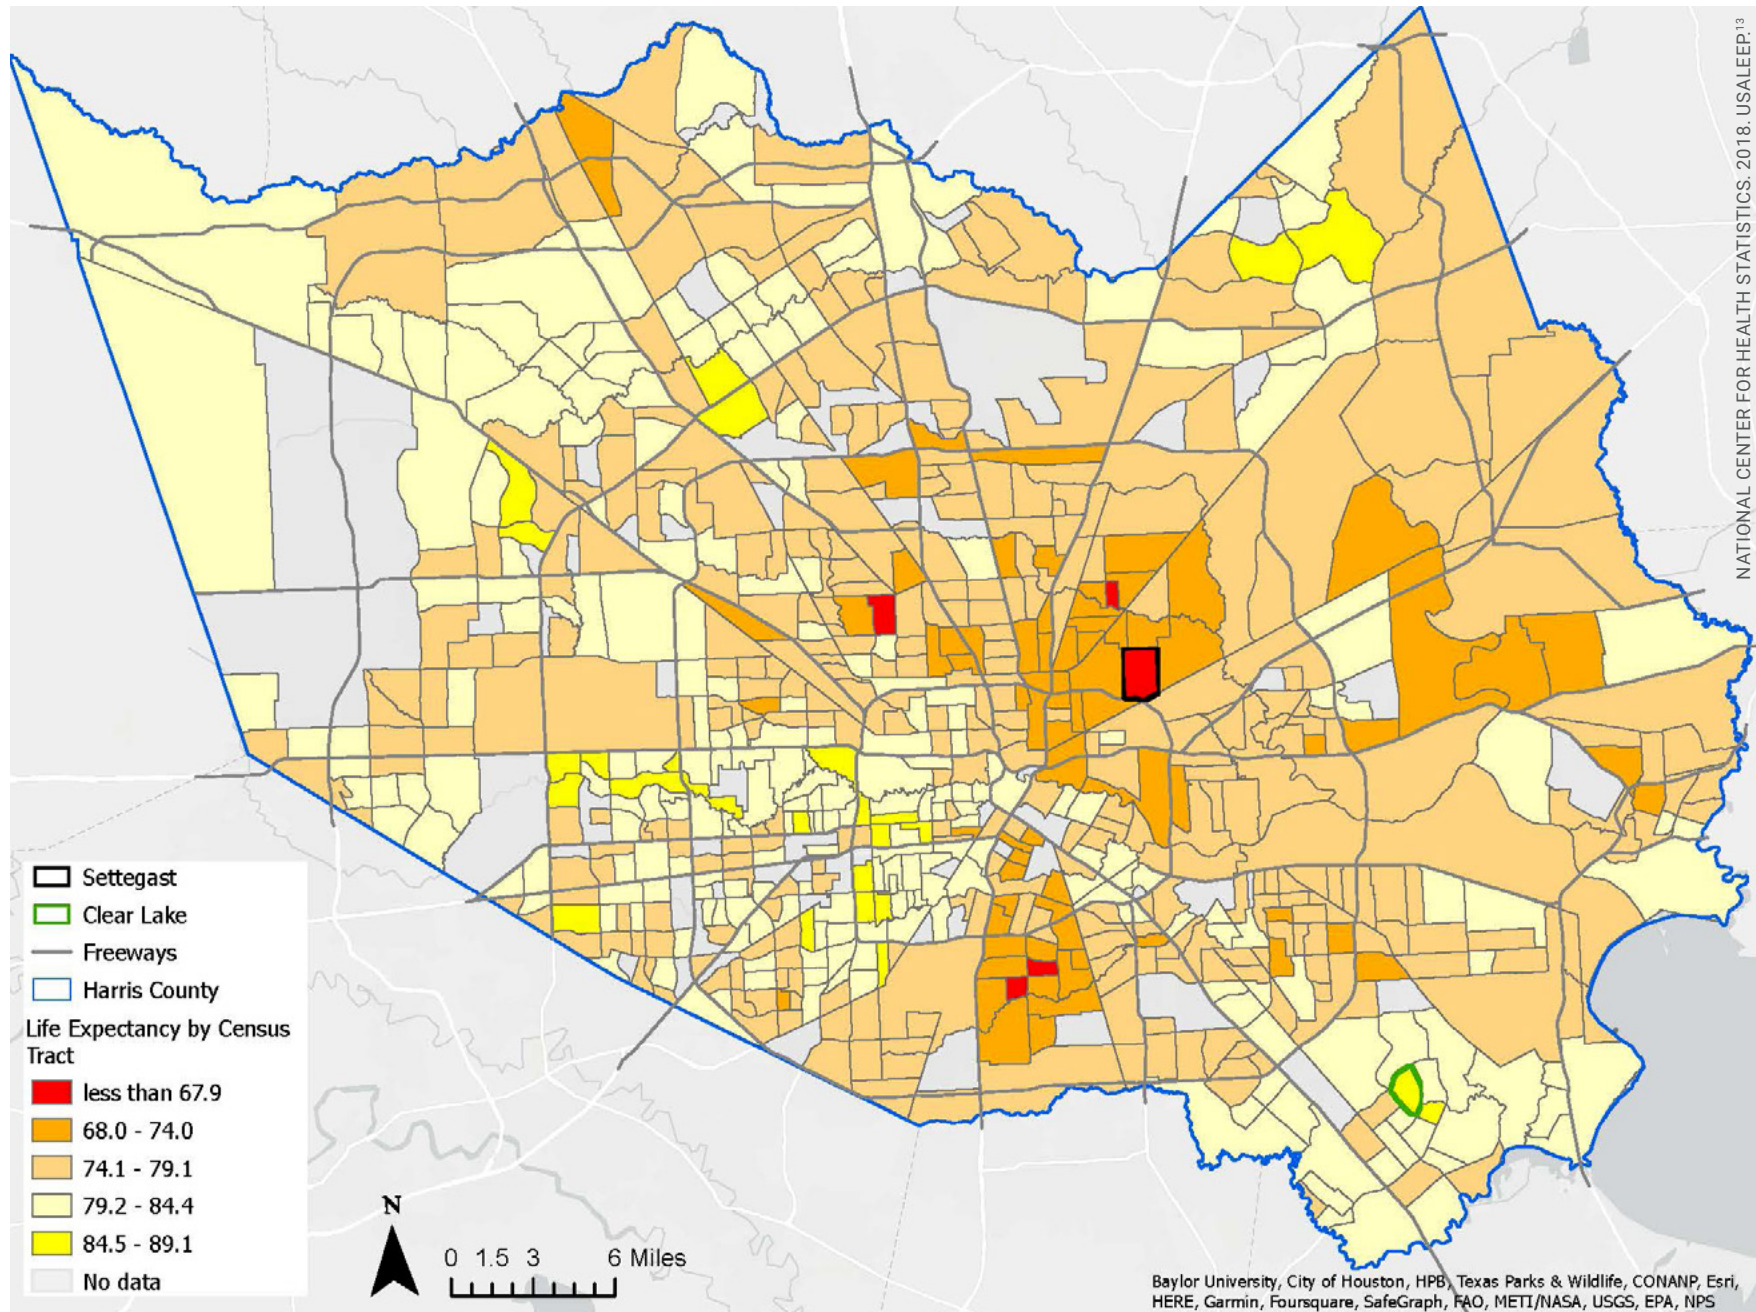 NATIONAL CENTER FOR HEALTH STATISTICS. 2018. USALEEP.¹³
Settegast
Clear Lake
Freeways
Harris County
Life Expectancy by Census
Tract
less than 67.9
68.0 - 74.0
74.1 - 79.1
79.2 - 84.4
84.5 - 89.1
No data
N
0 1.5 3 6 Miles
Baylor University, City of Houston, HPB, Texas Parks & Wildlife, CONANP, Esri,
HERE, Garmin, Foursquare, SafeGraph, FAO, METI/NASA, USGS, EPA, NPS